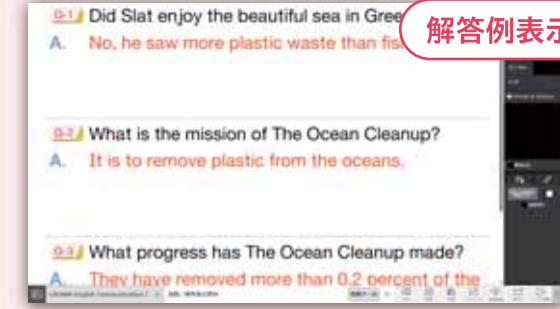 解答例表示
Q-1 Did Slat enjoy the beautiful sea in Gree
A. No, he saw more plastic waste than fis
Q-2 What is the mission of The Ocean Cleanup?
A. It is to remove plastic from the oceans.
Q-3 What progress has The Ocean Cleanup made?
A. They have removed more than 0.2 percent of the